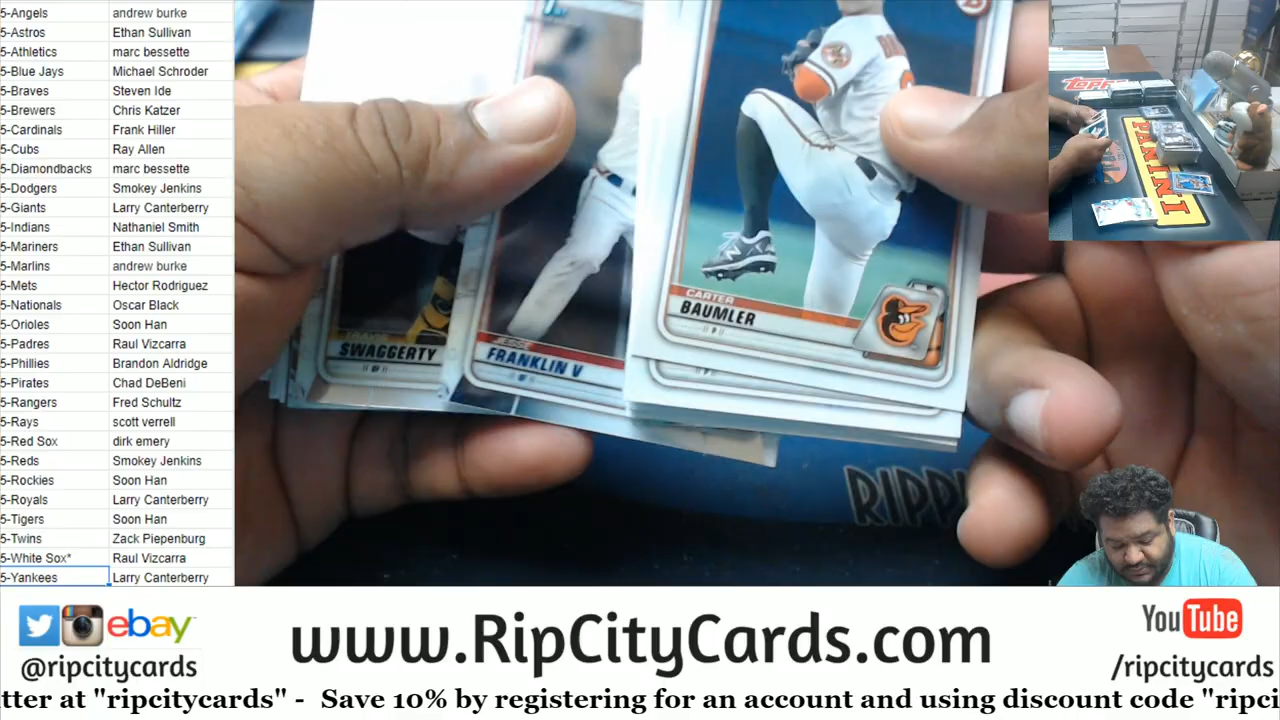 5-Angels andrew burke
5-Astros Ethan Sullivan
5-Athletics marc bessette
5-Blue Jays Michael Schroder
5-Braves Steven Ide
5-Brewers Chris Katzer
5-Cardinals Frank Hiller
5-Cubs Ray Allen
5-Diamondbacks marc bessette
5-Dodgers Smokey Jenkins
5-Giants Larry Canterberry
5-Indians Nathaniel Smith
5-Mariners Ethan Sullivan
5-Marlins andrew burke
5-Mets Hector Rodriguez
5-Nationals Oscar Black
5-Orioles Soon Han
5-Padres Raul Vizcarra
5-Phillies Brandon Aldridge
5-Pirates Chad DeBeni
5-Rangers Fred Schultz
5-Rays scott verrell
5-Red Sox dirk emery
5-Reds Smokey Jenkins
5-Rockies Soon Han
5-Royals Larry Canterberry
5-Tigers Soon Han
5-Twins Zack Piepenburg
5-White Sox* Raul Vizcarra
5-Yankees Larry Canterberry
SWAGGERTY
JESSE
FRANKLIN V
CARTER
BAUMLER
RIPP
Topps
PANINI
ebay
@ripcitycards
www.RipCityCards.com
YouTube
/ripcitycards
tter at "ripcitycards" - Save 10% by registering for an account and using discount code "ripci